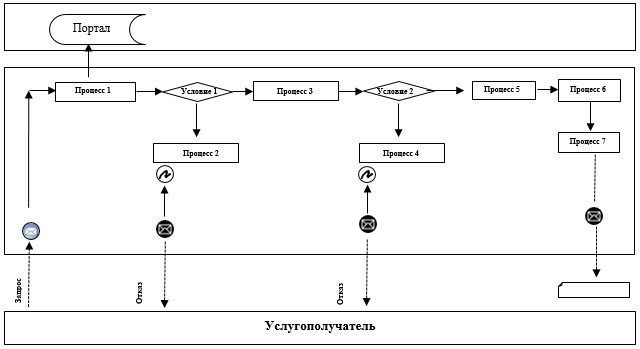 Портал
Процесс 1
Условие 1
Процесс 3
Условие 2
Процесс 5
Процесс 6
Процесс 7
Процесс 2
Процесс 4
Запрос
Отказ
Отказ
Услугополучатель